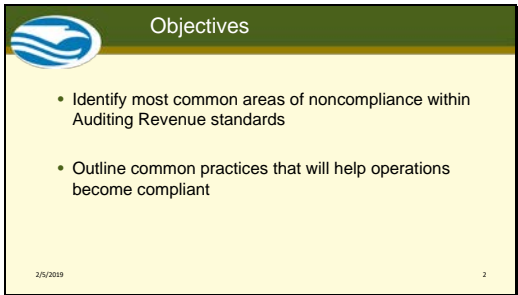 Objectives
• Identify most common areas of noncompliance within
Auditing Revenue standards
• Outline common practices that will help operations
become compliant
2/5/2019
2